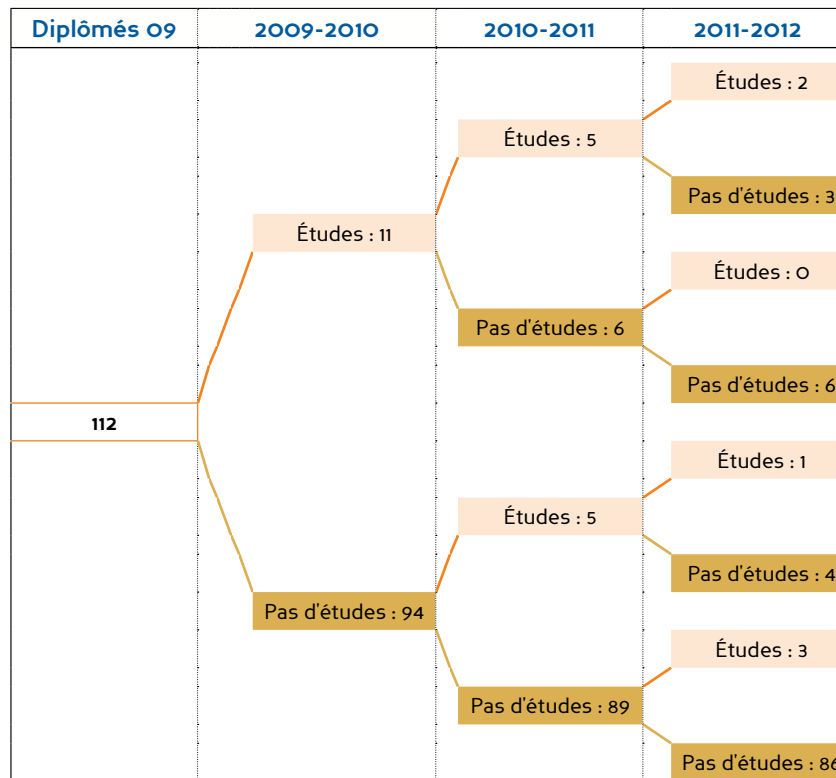 Diplômés 09 2009-2010 2010-2011 2011-2012
Études : 2
Études : 5
Pas d'études : 3
Études : 11
Études : 0
Pas d'études : 6
Pas d'études : 6
112
Études : 1
Études : 5
Pas d'études : 4
Pas d'études : 94
Études : 3
Pas d'études : 89
Pas d'études : 86